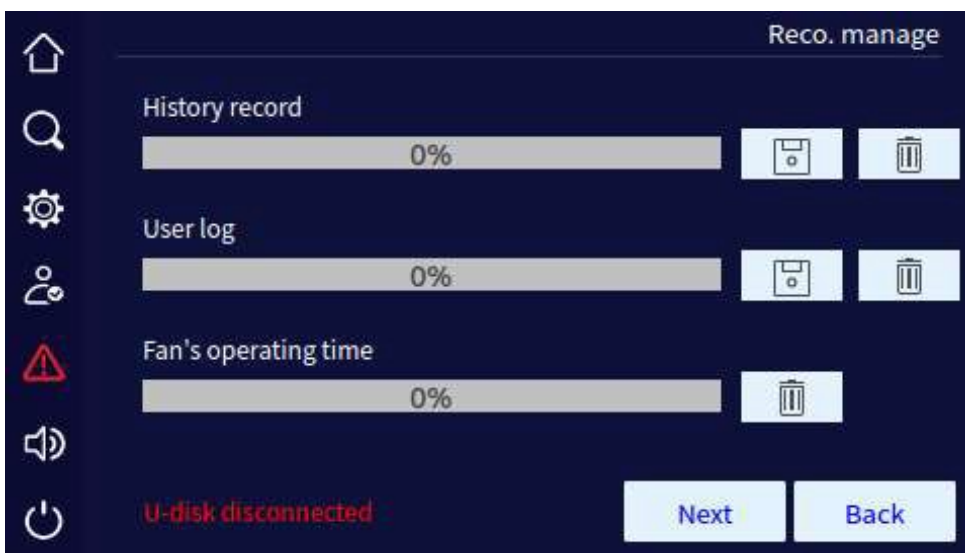 Reco. manage
History record
0%
User log
0%
Fan's operating time
0%
U-disk disconnected
Next
Back